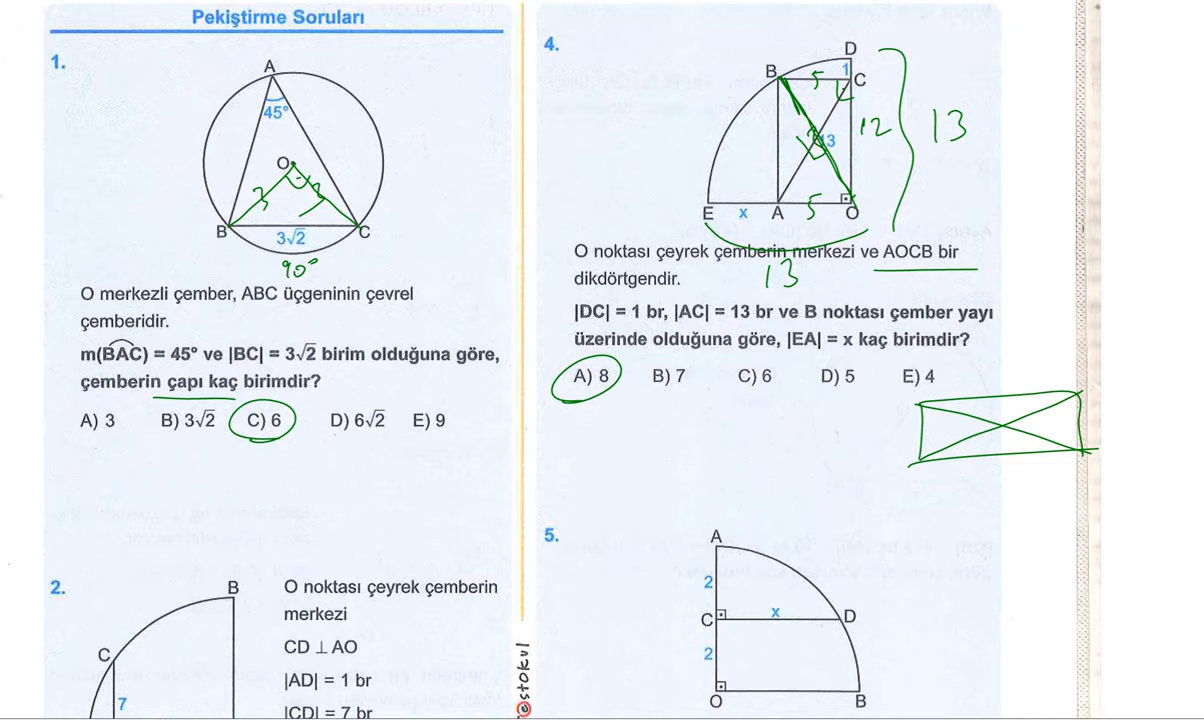 Pekiştirme Soruları
1.
A
45°
O
3
3
B
3√2
C
90°
O merkezli çember, ABC üçgeninin çevrel
çemberidir.
m(BAC) = 45° ve |BC| = 3√2 birim olduğuna göre,
çemberin çapı kaç birimdir?
A) 3 B) 3√2 C) 6 D) 6√2 E) 9
2.
B
C
7
O noktası çeyrek çemberin
merkezi
CD ⊥ AO
|AD| = 1 br
|CD| = 7 br
4.
D
B
5
1
C
12
13
13
E
x
A
5
O
13
O noktası çeyrek çemberin merkezi ve AOCB bir
dikdörtgendir.
|DC| = 1 br, |AC| = 13 br ve B noktası çember yayı
üzerinde olduğuna göre, |EA| = x kaç birimdir?
A) 8 B) 7 C) 6 D) 5 E) 4
5.
A
2
C
x
D
2
O
B
@stokul